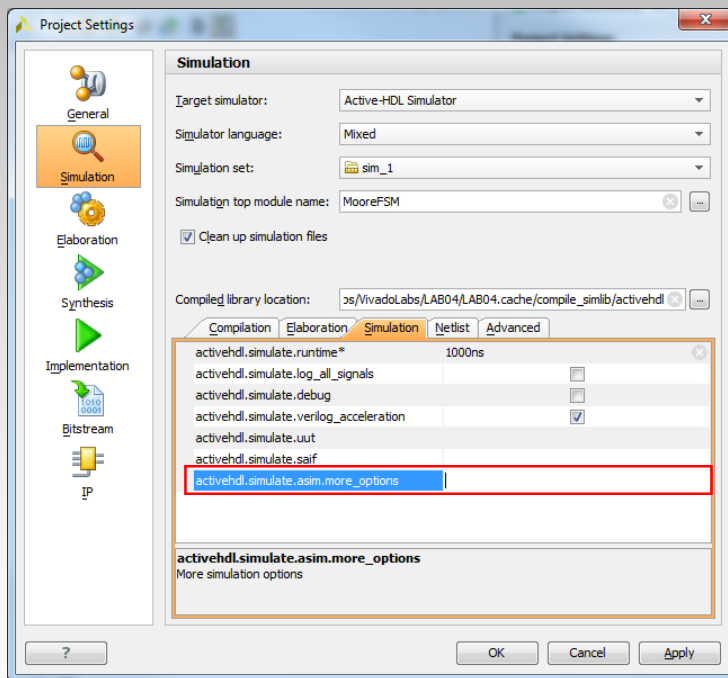 Project Settings
General
Simulation
Elaboration
Synthesis
Implementation
1010
0001
Bitstream
IP
Simulation
Target simulator: Active-HDL Simulator
Simulator language: Mixed
Simulation set: sim_1
Simulation top module name: MooreFSM ...
Clean up simulation files
Compiled library location: os/VivadoLabs/LAB04/LAB04.cache/compile_simlib/activehdl ...
Compilation Elaboration Simulation Netlist Advanced
activehdl.simulate.runtime* 1000ns
activehdl.simulate.log_all_signals
activehdl.simulate.debug
activehdl.simulate.verilog_acceleration
activehdl.simulate.uut
activehdl.simulate.saif
activehdl.simulate.asim.more_options
activehdl.simulate.asim.more_options
More simulation options
? OK Cancel Apply